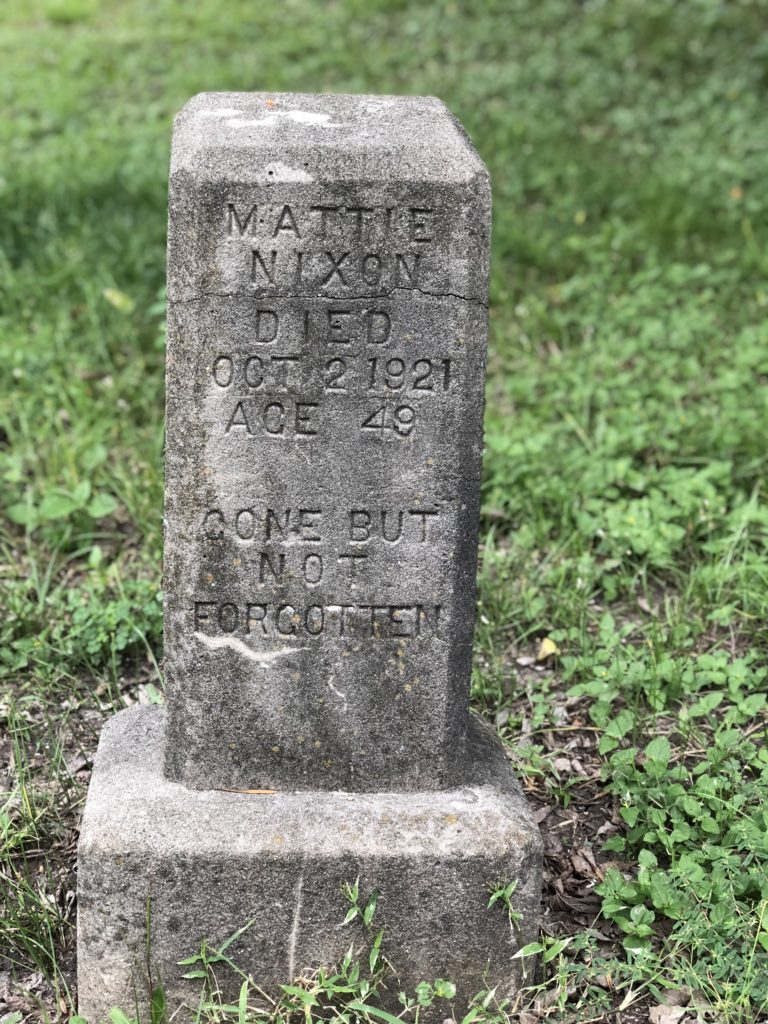 MATTIE
NIXON
DIED
OCT 2 1921
AGE 49
GONE BUT
NOT
FORGOTTEN